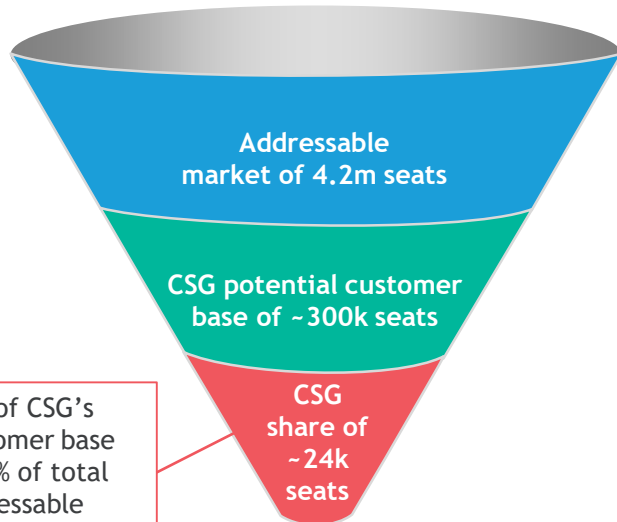 Addressable
market of 4.2m seats
CSG potential customer
base of ~300k seats
CSG
share of
~24k
seats
of CSG's
omer base
% of total
essable